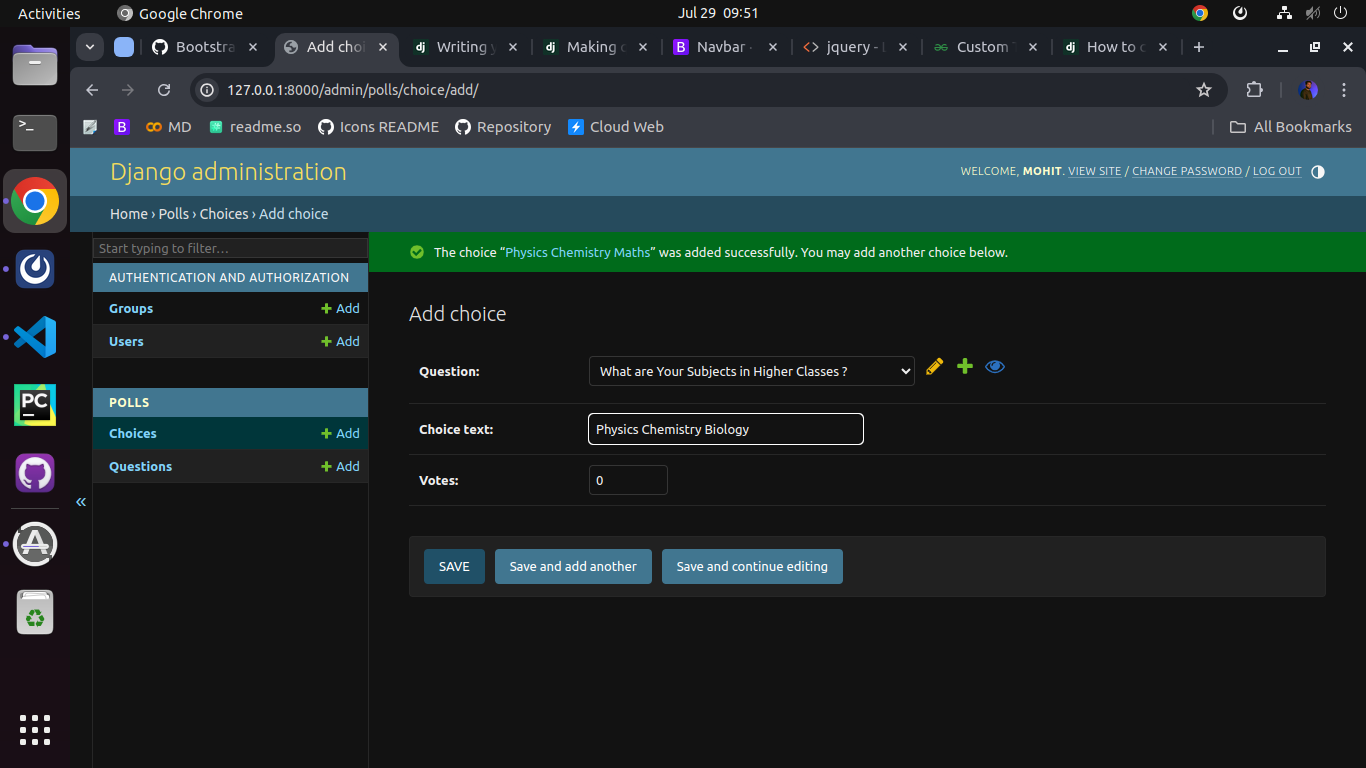 Activities Google Chrome Jul 29 09:51
Bootstra Add choi Writing y Making Navbar - jquery - Custom How to
127.0.0.1:8000/admin/polls/choice/add/
MD readme.so Icons README Repository Cloud Web All Bookmarks
Django administration
WELCOME, MOHIT. VIEW SITE / CHANGE PASSWORD / LOG OUT
Home › Polls › Choices › Add choice
Start typing to filter...
The choice “Physics Chemistry Maths” was added successfully. You may add another choice below.
AUTHENTICATION AND AUTHORIZATION
Groups Add
Users Add
POLLS
Choices Add
Questions Add
«
Add choice
Question: What are Your Subjects in Higher Classes ?
Choice text: Physics Chemistry Biology
Votes: 0
SAVE Save and add another Save and continue editing